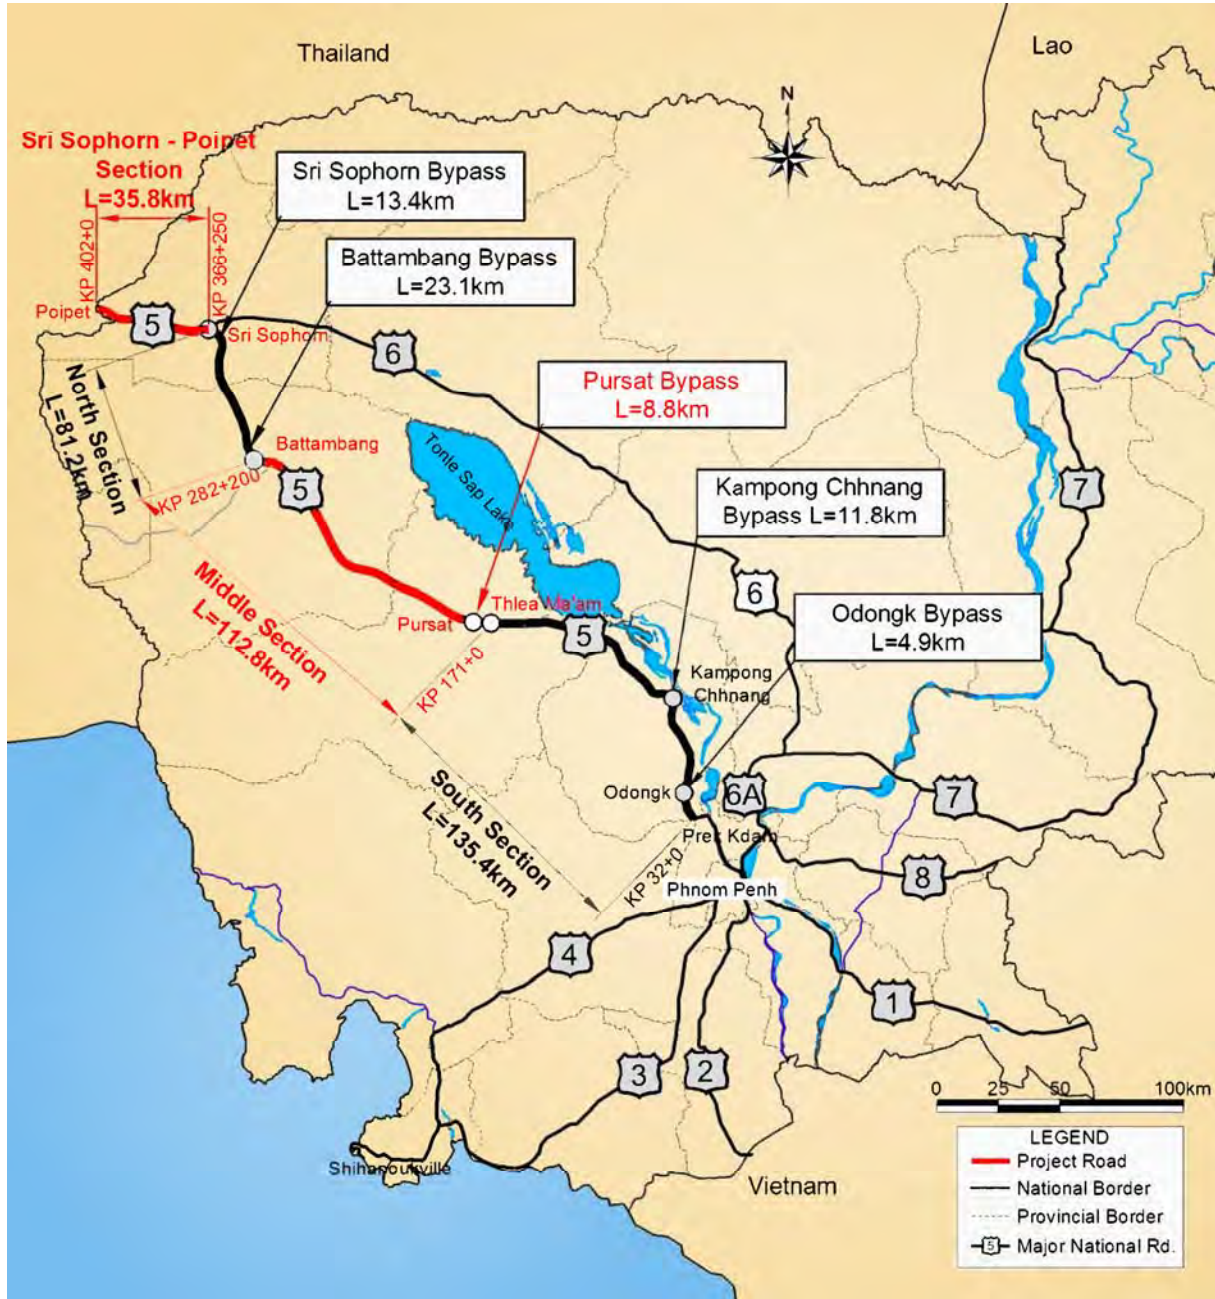 Thailand
Lao
N
Sri Sophorn - Poipet
Section
L=35.8km
Sri Sophorn Bypass
L=13.4km
KP 402+0
KP 366+250
Battambang Bypass
L=23.1km
Poipet
5
Sri Sophorn
6
Pursat Bypass
L=8.8km
North Section
L=81.2km
Battambang
KP 282+200
5
Tonle Sap Lake
Kampong Chhnang
Bypass L=11.8km
7
6
Middle Section
L=112.8km
Thlea Ma'am
Pursat
5
Odongk Bypass
L=4.9km
KP 171+0
Kampong
Chhnang
South Section
L=135.4km
Odongk
6A
7
Prek Kdam
KP 32+0
Phnom Penh
8
4
1
3
2
0 25 50 100km
LEGEND
Project Road
National Border
Provincial Border
5 Major National Rd.
Shihanoukville
Vietnam